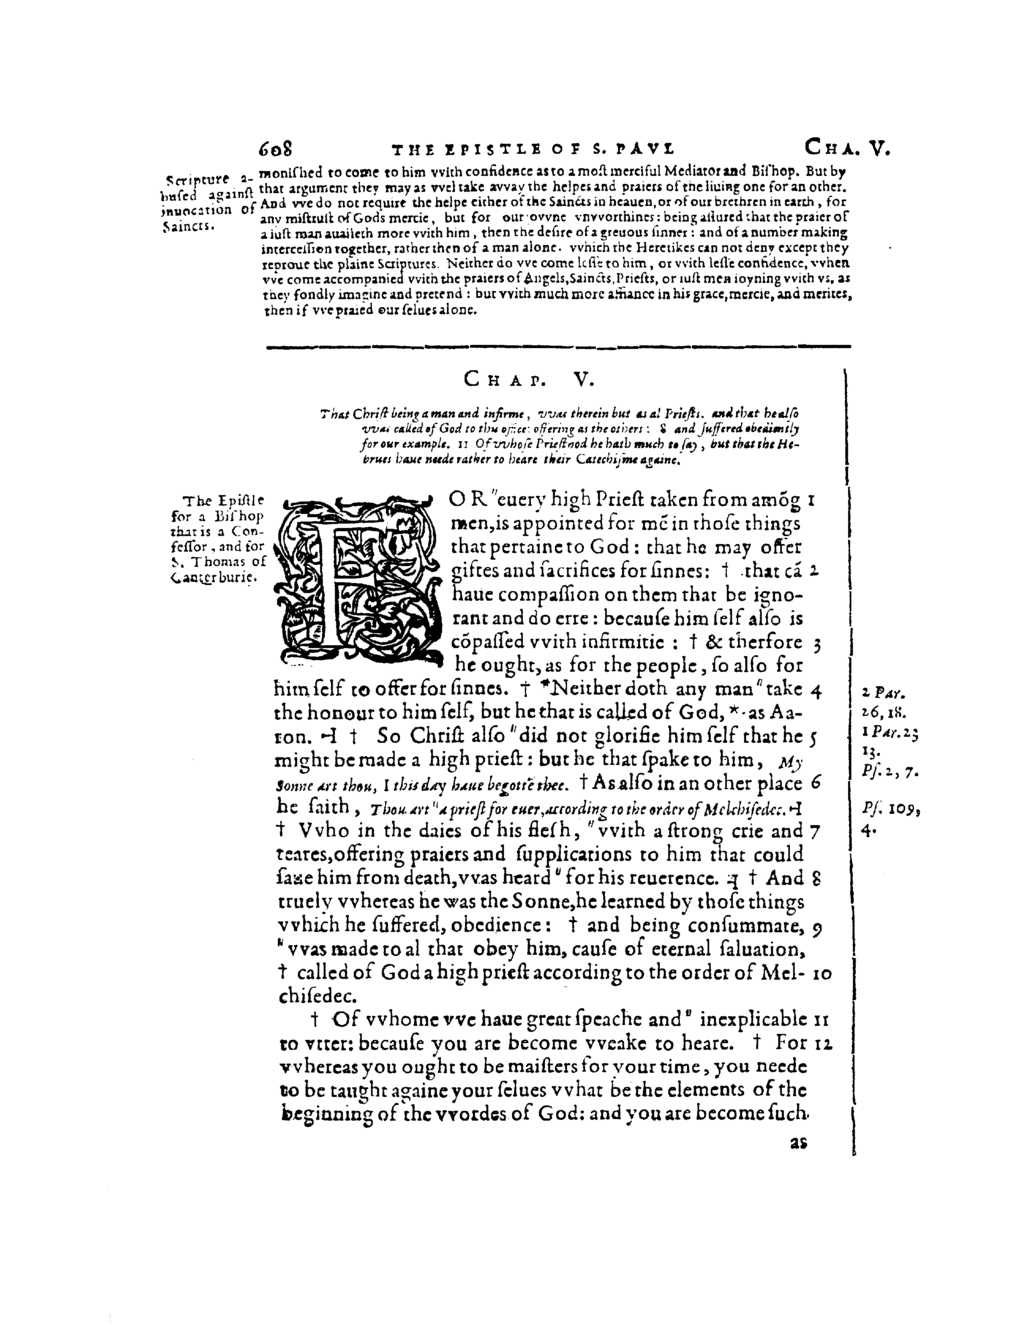 608 THE EPISTLE OF S. PAVL CHA. V.
Scripture a-
bused against
inuocation of
Saincts.
monished to come to him vvith confidence as to a most merciful Mediator and Bishop. But by
that argument they may as vvel take avvay the helpes and praiers of the liuing one for an other.
And vve do not require the helpe either of the Saincts in heauen, or of our brethren in earth, for
any mistrust of Gods mercie, but for our ovvne vnvvorthines: being assured that the praier of
a iust man auaileth more vvith him, then the desire of a greuous sinner: and of a number making
intercession together, rather then of a man alone. vvhich the Heretikes can not deny except they
reproue the plaine Scriptures. Neither do vve come lesse to him, or vvith lesse confidence, vvhen
vve come accompanied vvith the praiers of Angels, Saincts, Priests, or iust men ioyning vvith vs, as
they fondly imagine and pretend: but vvith much more affiance in his grace, mercie, and merites,
then if vve praied our selues alone.
CHAP. V.
That Christ being a man and infirme, vvas therein but as al Priests. and that he also
vvas called of God to this office: offering as the others: 8 and suffered obediently
for our example. 11 Of vvhose Priesthod he hath much to say, but that the He-
brues haue neede rather to heare their Catechisme againe.
The Epistle
for a Bishop
that is a Con-
fessor, and for
S. Thomas of
Canterburie.
FOR "euery high Priest taken from amõg 1
men, is appointed for mẽ in those things
that pertaine to God: that he may offer
giftes and sacrifices for sinnes: † that cã 2
haue compassion on them that be igno-
rant and do erre: because him self also is
cõpassed vvith infirmitie: † & therfore 3
he ought, as for the people, so also for
him self to offer for sinnes. † *Neither doth any man "take 4
the honour to him self, but he that is called of God, *as Aa-
ron. ⊣ † So Christ also "did not glorifie him self that he 5
might be made a high priest: but he that spake to him, My
Sonne art thou, I this day haue begottẽ thee. † As also in an other place 6
he saith, Thou art "a priest for euer, according to the order of Melchisedec. ⊣
† Vvho in the daies of his flesh, "vvith a strong crie and 7
teares, offering praiers and supplications to him that could
saue him from death, vvas heard "for his reuerence. ⊣ † And 8
truely vvhereas he was the Sonne, he learned by those things
vvhich he suffered, obedience: † and being consummate, 9
"vvas made to al that obey him, cause of eternal saluation,
† called of God a high priest according to the order of Mel- 10
chisedec.
† Of vvhome vve haue great speache and "inexplicable 11
to vtter: because you are become vveake to heare. † For 12
vvhereas you ought to be maisters for your time, you neede
to be taught againe your selues vvhat be the elements of the
beginning of the vvordes of God: and you are become such
as
2 Par.
26, 18.
1 Par. 23
13.
Ps. 2, 7.
Ps. 109,
4.